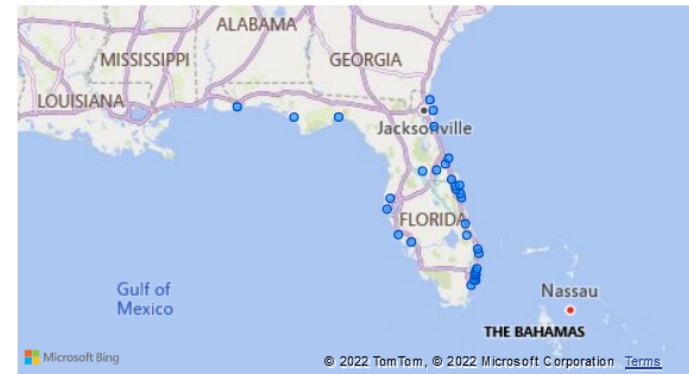 ALABAMA
GEORGIA
MISSISSIPPI
LOUISIANA
Jacksonville
FLORIDA
Gulf of
Mexico
Nassau
THE BAHAMAS
Microsoft Bing
© 2022 TomTom, © 2022 Microsoft Corporation Terms